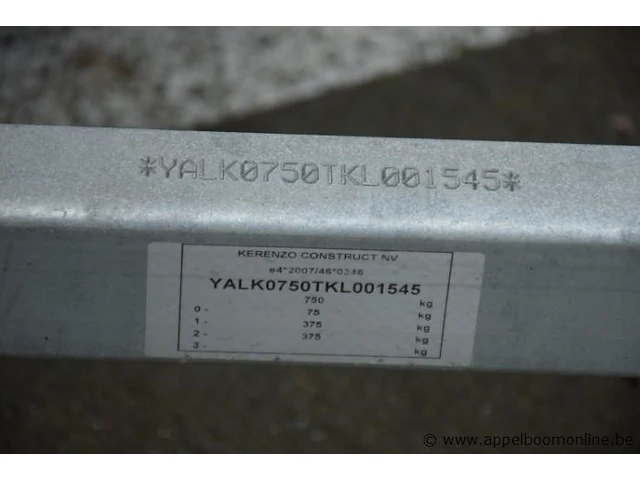 *YALK0750TKL001545*
KERENZO CONSTRUCT NV
e4*2007/46*0346
YALK0750TKL001545
750 kg
0 - 75 kg
1 - 375 kg
2 - 375 kg
3 - kg
© www.appelboomonline.be